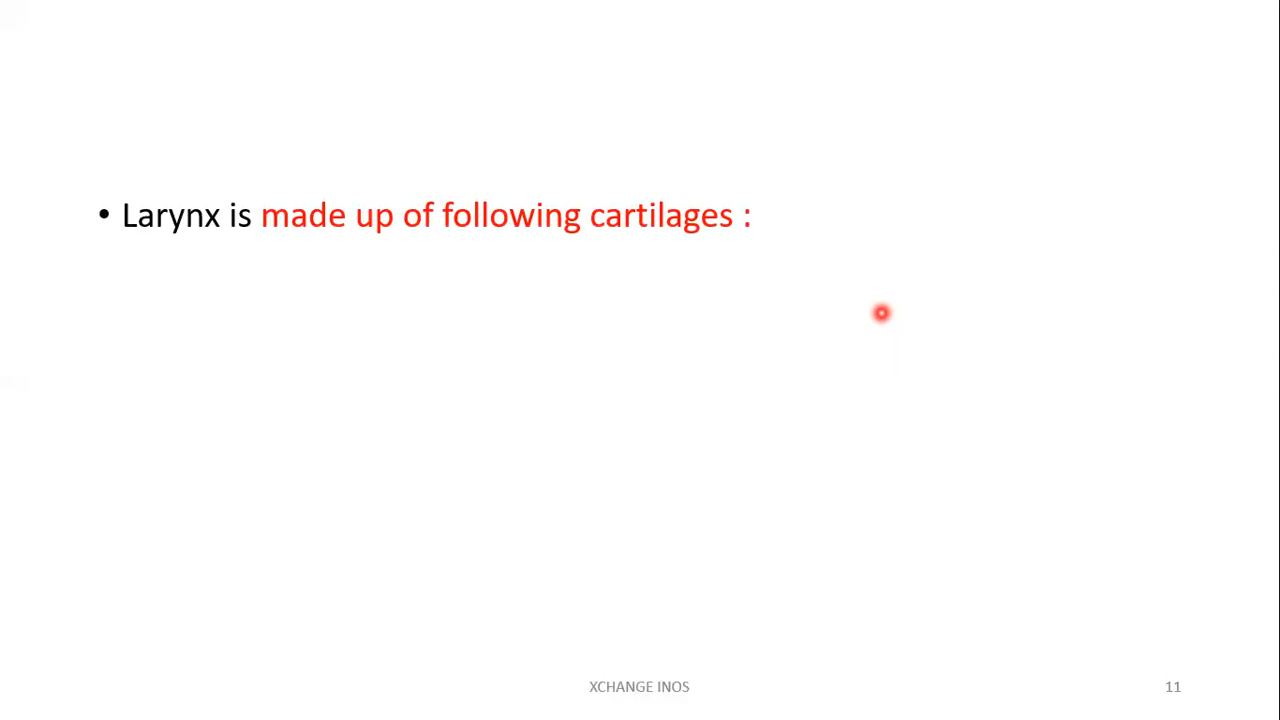 • Larynx is made up of following cartilages :
XCHANGE INOS
11